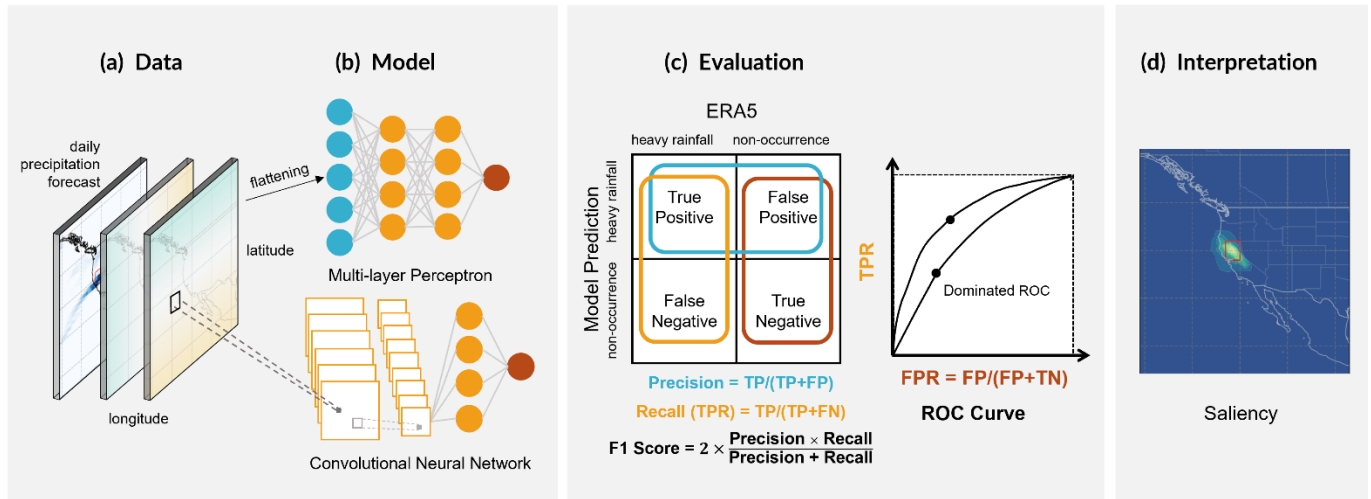 (a) Data
daily
precipitation
forecast
longitude
latitude
(b) Model
flattening
Multi-layer Perceptron
Convolutional Neural Network
(c) Evaluation
ERA5
heavy rainfall
non-occurrence
Model Prediction
heavy rainfall
non-occurrence
True
Positive
False
Positive
False
Negative
True
Negative
Precision = TP/(TP+FP)
Recall (TPR) = TP/(TP+FN)
F1 Score = 2 × Precision × Recall
Precision + Recall
TPR
Dominated ROC
FPR = FP/(FP+TN)
ROC Curve
(d) Interpretation
Saliency